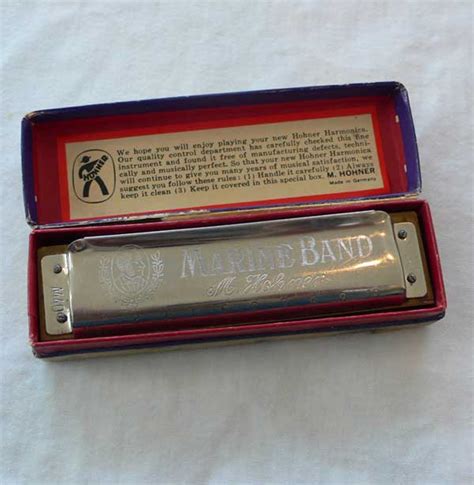 We hope you will enjoy playing your new Hohner Harmonica.
Our quality control department has carefully checked this fine
instrument and found it free of manufacturing defects, techni-
cally and musically perfect. So that your new Hohner Harmonica
will continue to give you many years of musical satisfaction, we
suggest you follow these rules: (1) Handle it carefully (2) Always
keep it clean (3) Keep it covered in this special box. M. HOHNER
Made in Germany
HOHNER
MARINE BAND
M. Hohner